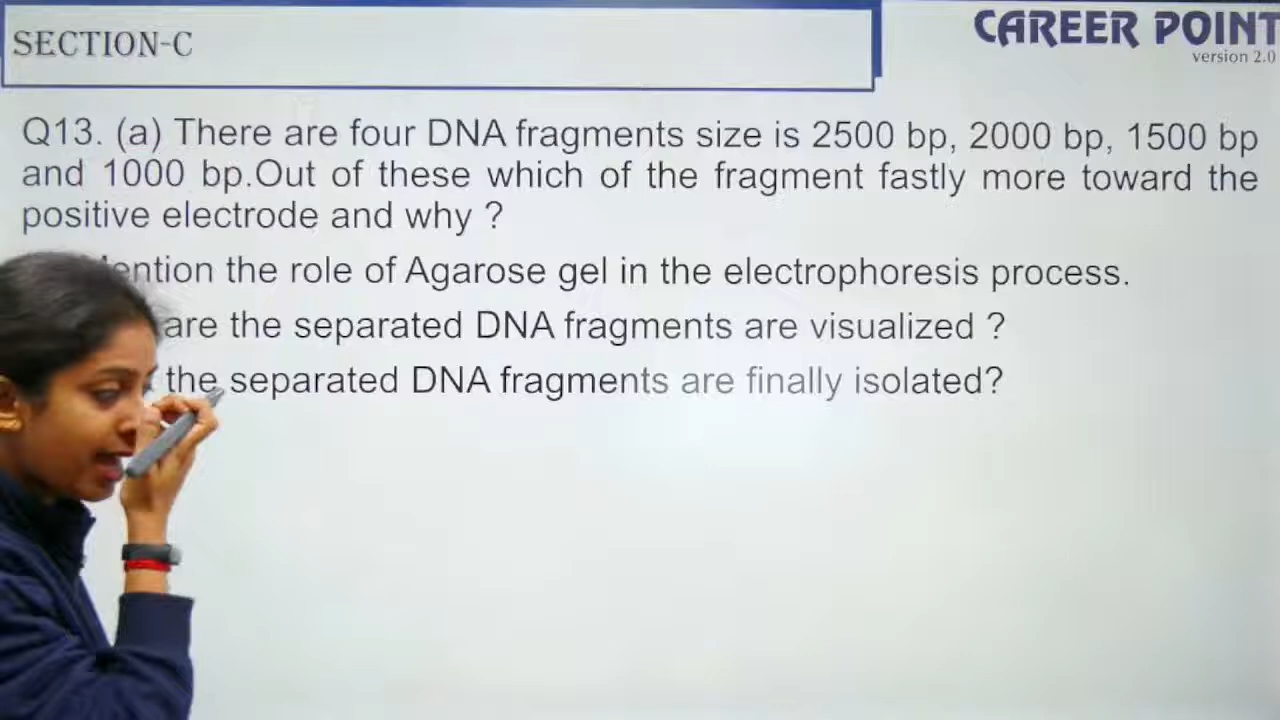 SECTION-C
CAREER POINT
version 2.0
Q13. (a) There are four DNA fragments size is 2500 bp, 2000 bp, 1500 bp
and 1000 bp.Out of these which of the fragment fastly more toward the
positive electrode and why ?
the role of Agarose gel in the electrophoresis process.
are the separated DNA fragments are visualized ?
the separated DNA fragments are finally isolated?